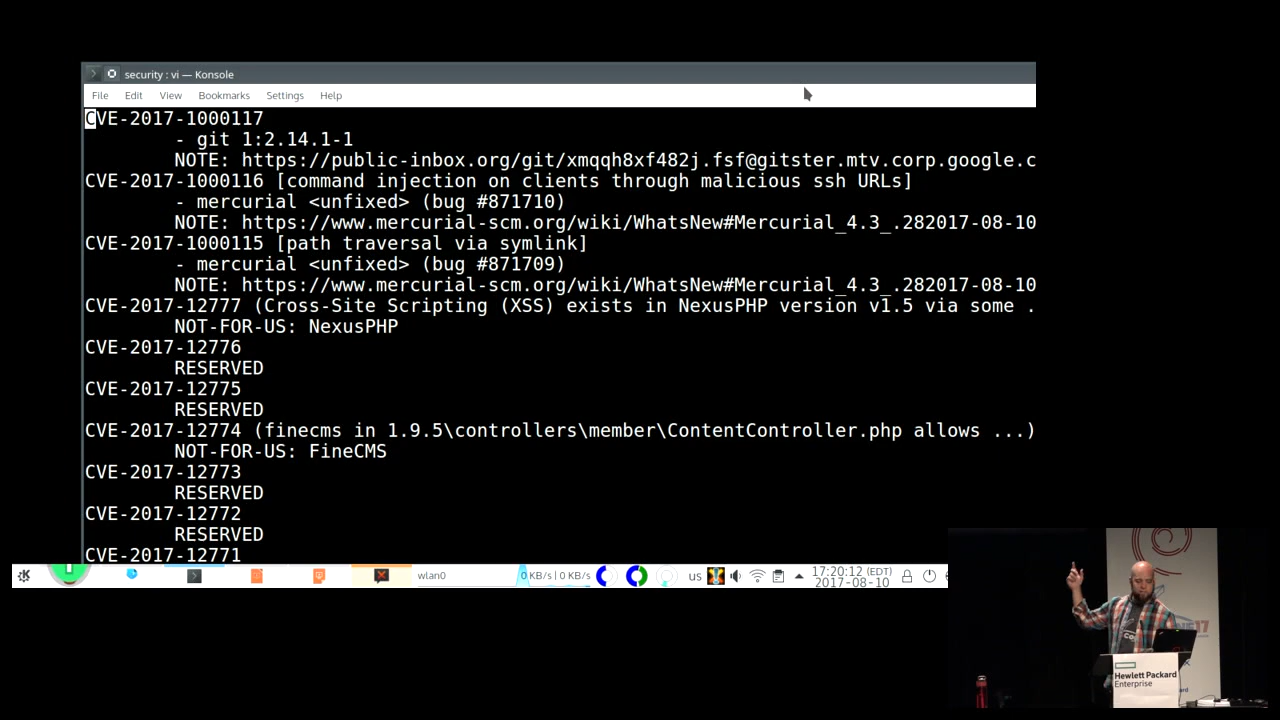 security : vi — Konsole
File Edit View Bookmarks Settings Help
CVE-2017-1000117
- git 1:2.14.1-1
NOTE: https://public-inbox.org/git/xmqqh8xf482j.fsf@gitster.mtv.corp.google.c
CVE-2017-1000116 [command injection on clients through malicious ssh URLs]
- mercurial <unfixed> (bug #871710)
NOTE: https://www.mercurial-scm.org/wiki/WhatsNew#Mercurial_4.3_.282017-08-10
CVE-2017-1000115 [path traversal via symlink]
- mercurial <unfixed> (bug #871709)
NOTE: https://www.mercurial-scm.org/wiki/WhatsNew#Mercurial_4.3_.282017-08-10
CVE-2017-12777 (Cross-Site Scripting (XSS) exists in NexusPHP version v1.5 via some .
NOT-FOR-US: NexusPHP
CVE-2017-12776
RESERVED
CVE-2017-12775
RESERVED
CVE-2017-12774 (finecms in 1.9.5\controllers\member\ContentController.php allows ...)
NOT-FOR-US: FineCMS
CVE-2017-12773
RESERVED
CVE-2017-12772
RESERVED
CVE-2017-12771
wlan0 0 KB/s | 0 KB/s us 17:20:12 (EDT)
2017-08-10
Hewlett Packard
Enterprise